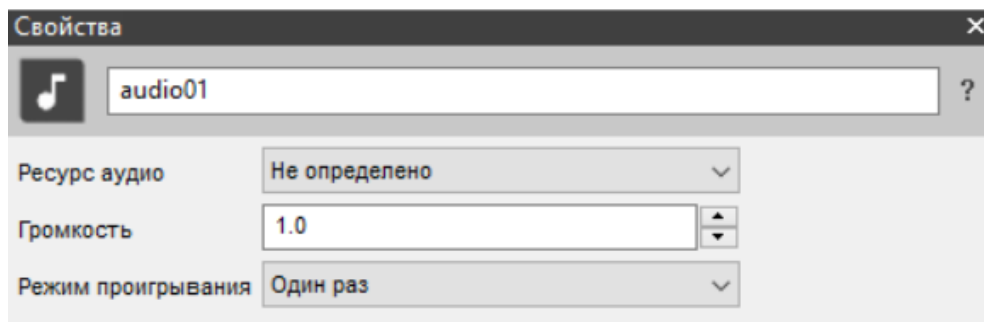 Свойства
audio01 ?
Ресурс аудио Не определено
Громкость 1.0
Режим проигрывания Один раз